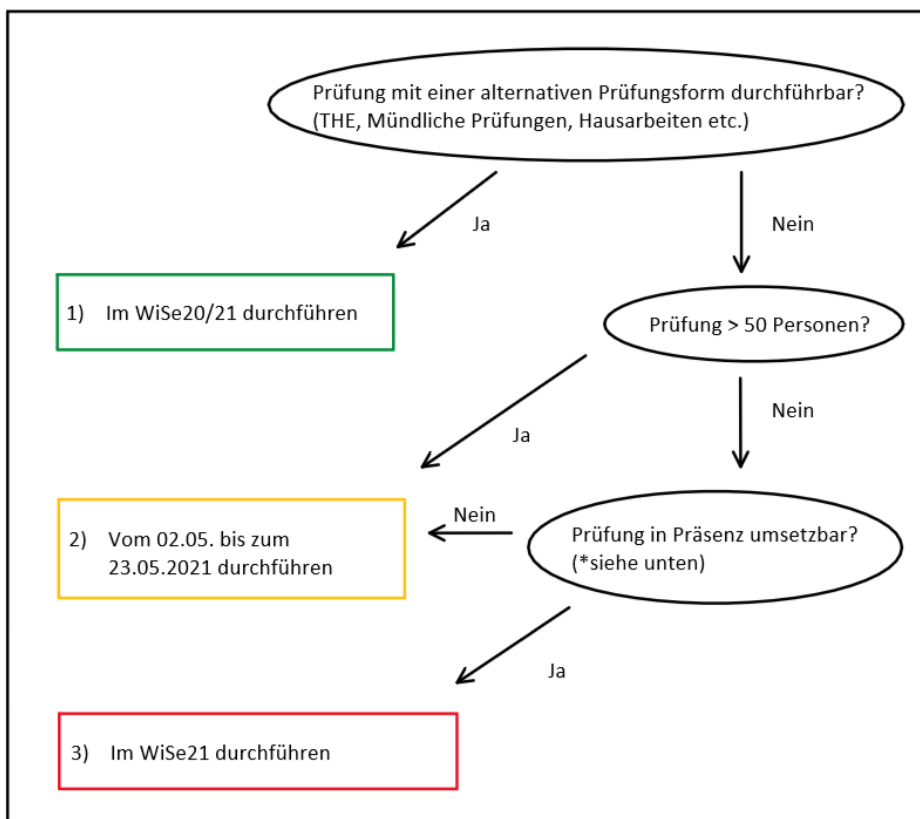 Prüfung mit einer alternativen Prüfungsform durchführbar?
(THE, Mündliche Prüfungen, Hausarbeiten etc.)
Ja
Nein
1) Im WiSe20/21 durchführen
Prüfung > 50 Personen?
Ja
Nein
2) Vom 02.05. bis zum
23.05.2021 durchführen
Nein
Prüfung in Präsenz umsetzbar?
(*siehe unten)
Ja
3) Im WiSe21 durchführen